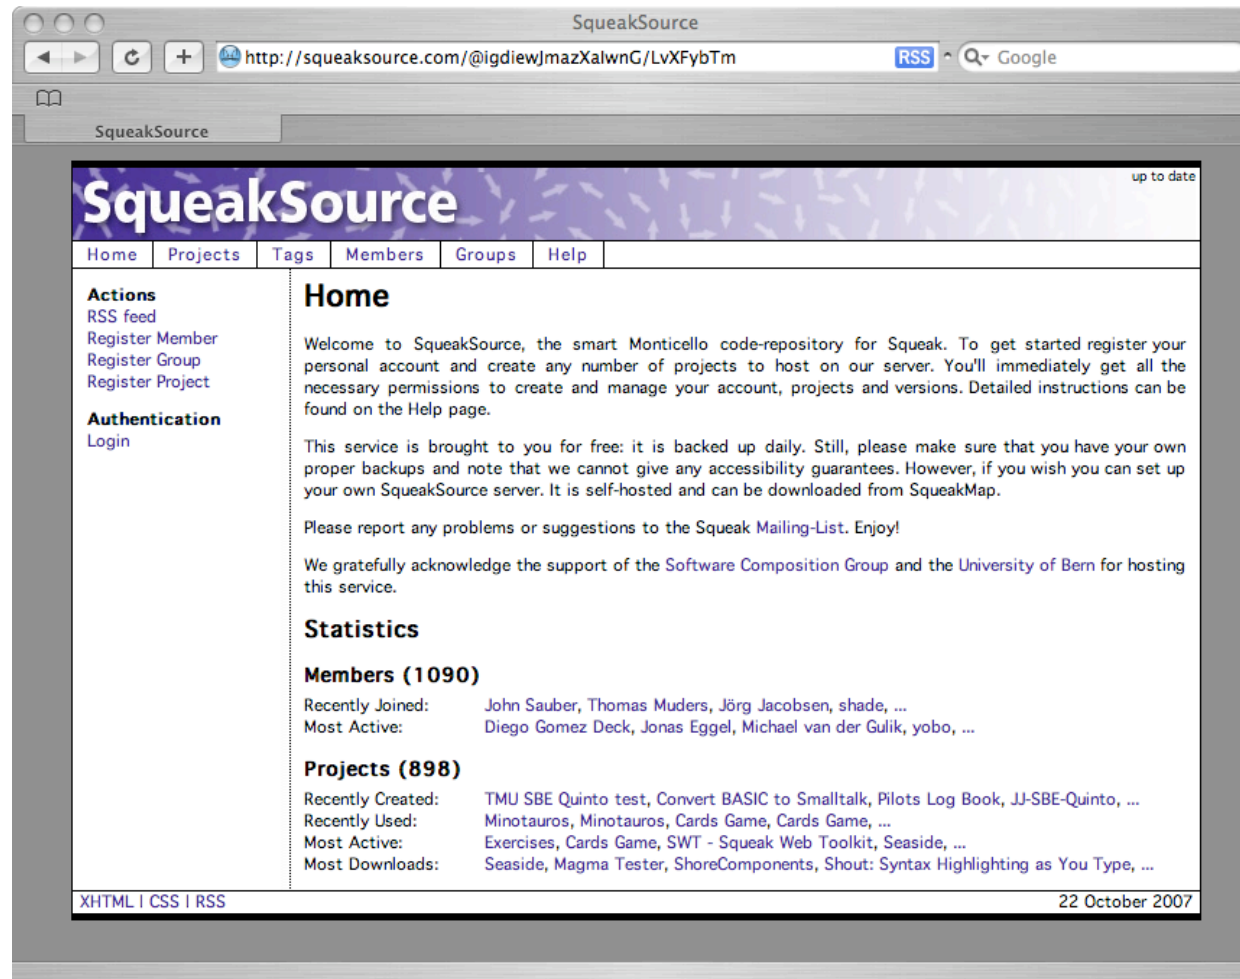 SqueakSource
http://squeaksource.com/@igdiewJmazXalwnG/LvXFybTm
RSS
Google
SqueakSource
SqueakSource
up to date
Home
Projects
Tags
Members
Groups
Help
Actions
RSS feed
Register Member
Register Group
Register Project
Authentication
Login
Home
Welcome to SqueakSource, the smart Monticello code-repository for Squeak. To get started register your
personal account and create any number of projects to host on our server. You'll immediately get all the
necessary permissions to create and manage your account, projects and versions. Detailed instructions can be
found on the Help page.
This service is brought to you for free: it is backed up daily. Still, please make sure that you have your own
proper backups and note that we cannot give any accessibility guarantees. However, if you wish you can set up
your own SqueakSource server. It is self-hosted and can be downloaded from SqueakMap.
Please report any problems or suggestions to the Squeak Mailing-List. Enjoy!
We gratefully acknowledge the support of the Software Composition Group and the University of Bern for hosting
this service.
Statistics
Members (1090)
Recently Joined: John Sauber, Thomas Muders, Jörg Jacobsen, shade, ...
Most Active: Diego Gomez Deck, Jonas Eggel, Michael van der Gulik, yobo, ...
Projects (898)
Recently Created: TMU SBE Quinto test, Convert BASIC to Smalltalk, Pilots Log Book, JJ-SBE-Quinto, ...
Recently Used: Minotauros, Minotauros, Cards Game, Cards Game, ...
Most Active: Exercises, Cards Game, SWT - Squeak Web Toolkit, Seaside, ...
Most Downloads: Seaside, Magma Tester, ShoreComponents, Shout: Syntax Highlighting as You Type, ...
XHTML | CSS | RSS
22 October 2007